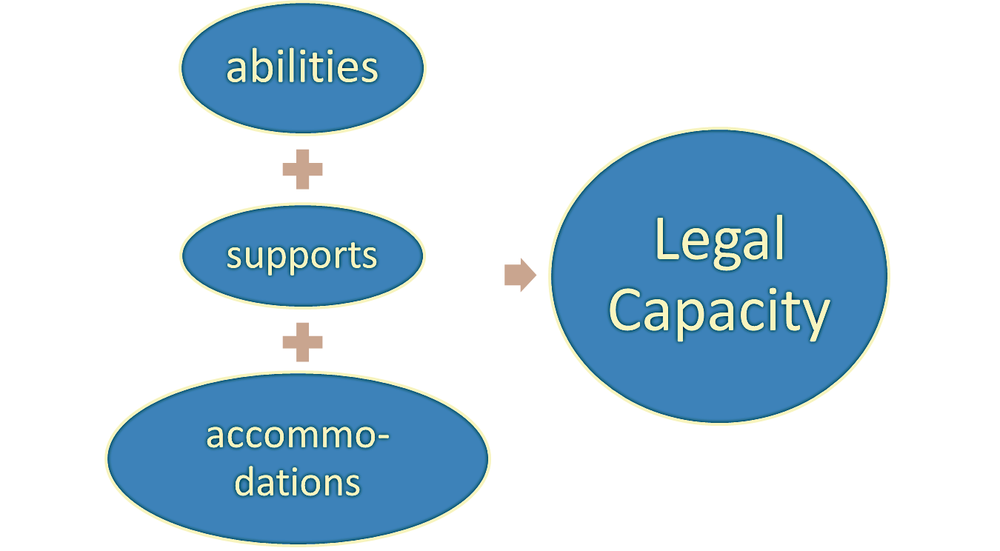 abilities
supports
accommo-
dations
Legal
Capacity